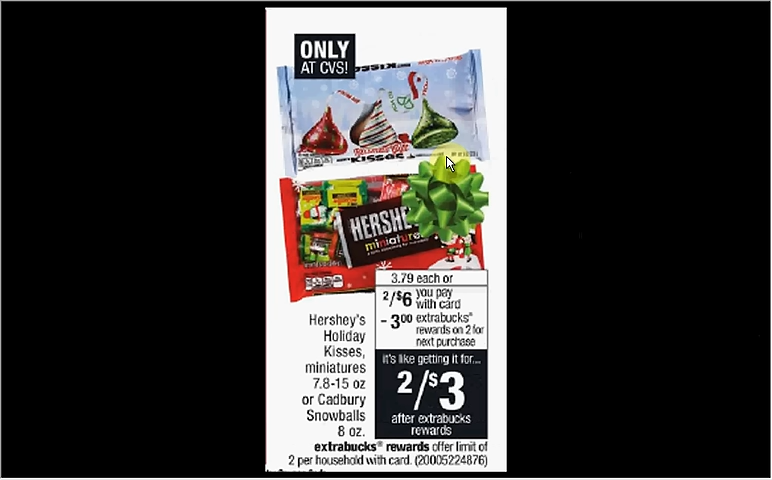 ONLY
AT CVS!
KISSES
KISSES
HERSHE
miniatures
3.79 each or
2/$6 you pay
with card
- 3.00 extrabucks®
rewards on 2 for
next purchase
it's like getting it for...
2/$3
after extrabucks
rewards
Hershey's
Holiday
Kisses,
miniatures
7.8-15 oz
or Cadbury
Snowballs
8 oz.
extrabucks® rewards offer limit of
2 per household with card. (20005224876)